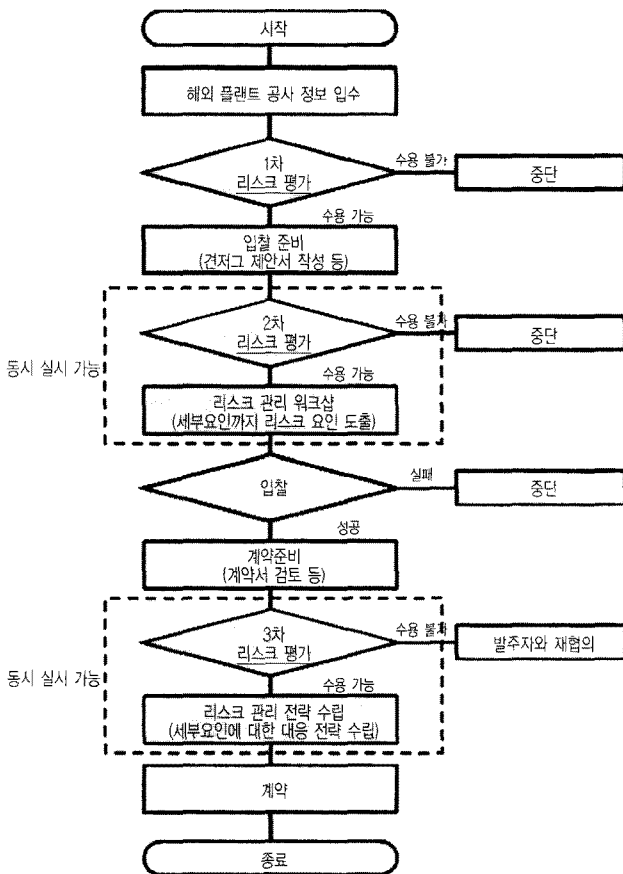 시작
해외 플랜트 공사 정보 입수
1차
리스크 평가
수용 불가
중단
수용 가능
입찰 준비
(견저그 제안서 작성 등)
동시 실시 가능
2차
리스크 평가
수용 불가
중단
수용 가능
리스크 관리 워크샵
(세부요인까지 리스크 요인 도출)
입찰
실패
중단
성공
계약준비
(계약서 검토 등)
동시 실시 가능
3차
리스크 평가
수용 불가
발주자와 재협의
수용 가능
리스크 관리 전략 수립
(세부요인에 대한 대응 전략 수립)
계약
종료